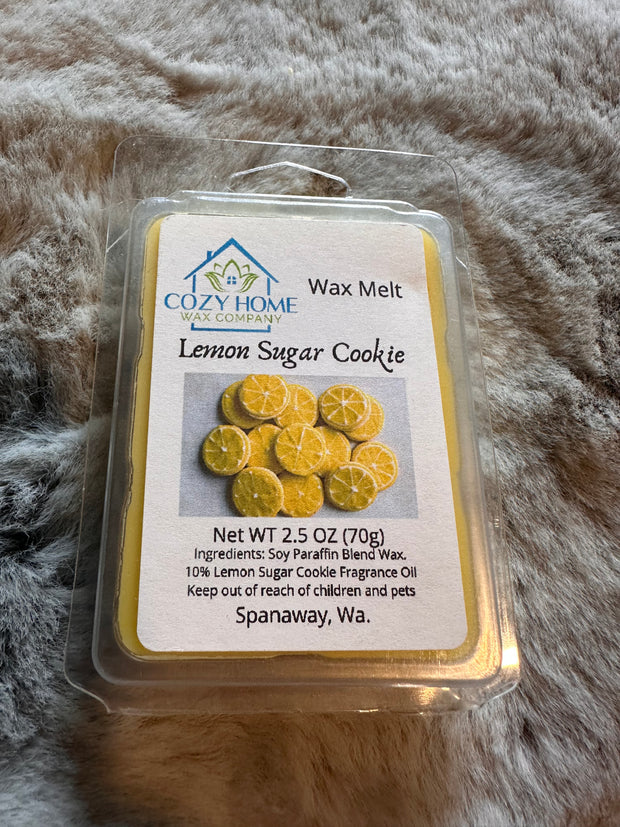 COZY HOME
WAX COMPANY
Wax Melt
Lemon Sugar Cookie
Net WT 2.5 OZ (70g)
Ingredients: Soy Paraffin Blend Wax.
10% Lemon Sugar Cookie Fragrance Oil
Keep out of reach of children and pets
Spanaway, Wa.